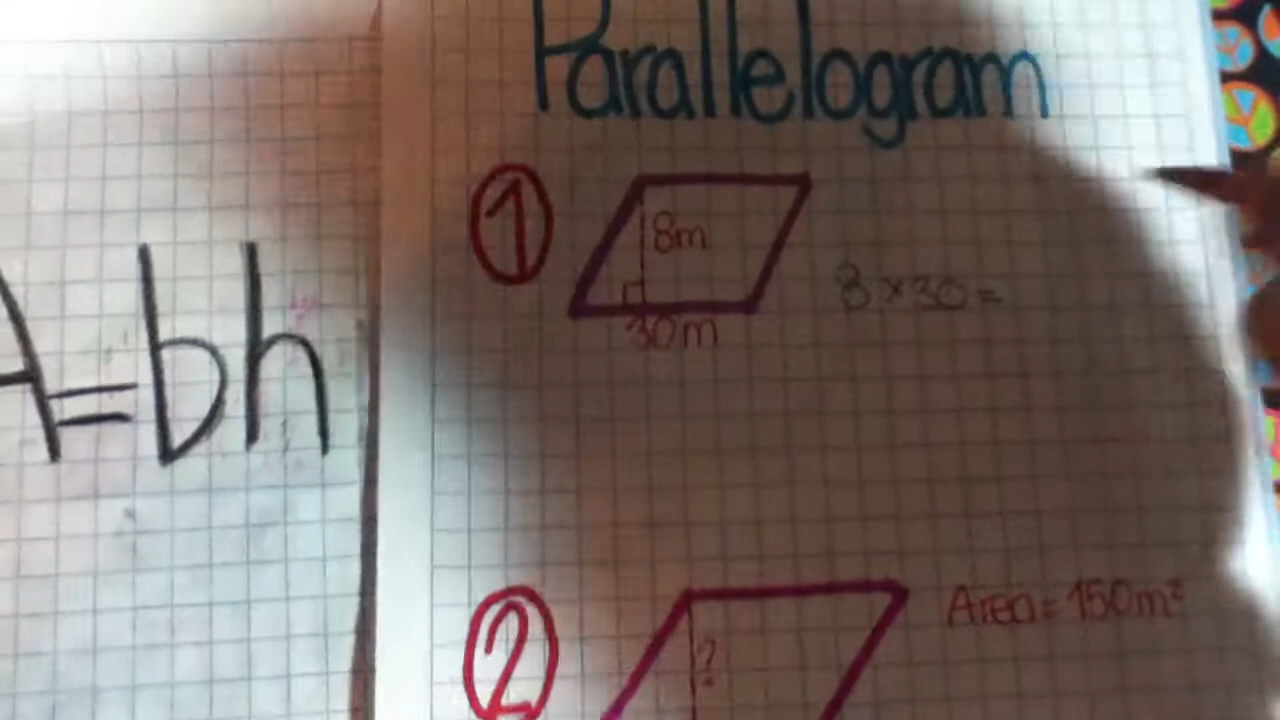 Parallelogram
1
8m
30m
8×30=
A=bh
2
Area=150m²
?